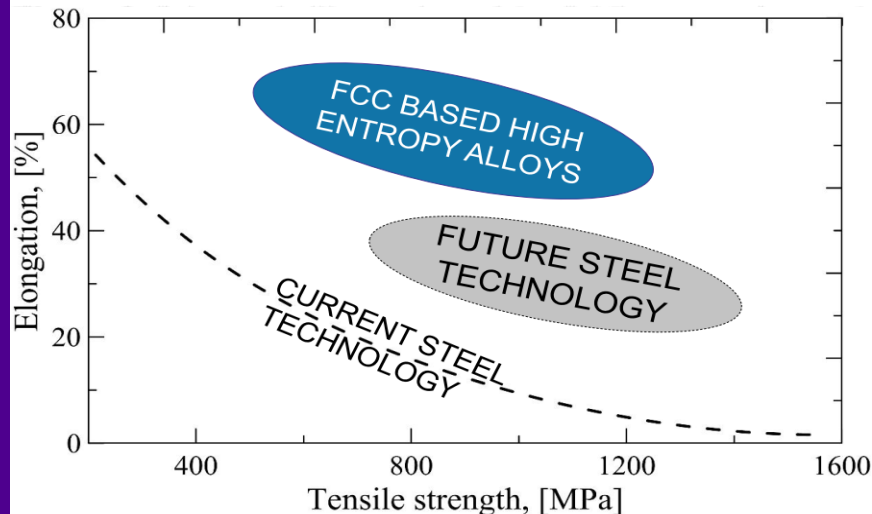 80
60
40
20
0
Elongation, [%]
FCC BASED HIGH
ENTROPY ALLOYS
FUTURE STEEL
TECHNOLOGY
CURRENT STEEL
TECHNOLOGY
400
800
1200
1600
Tensile strength, [MPa]